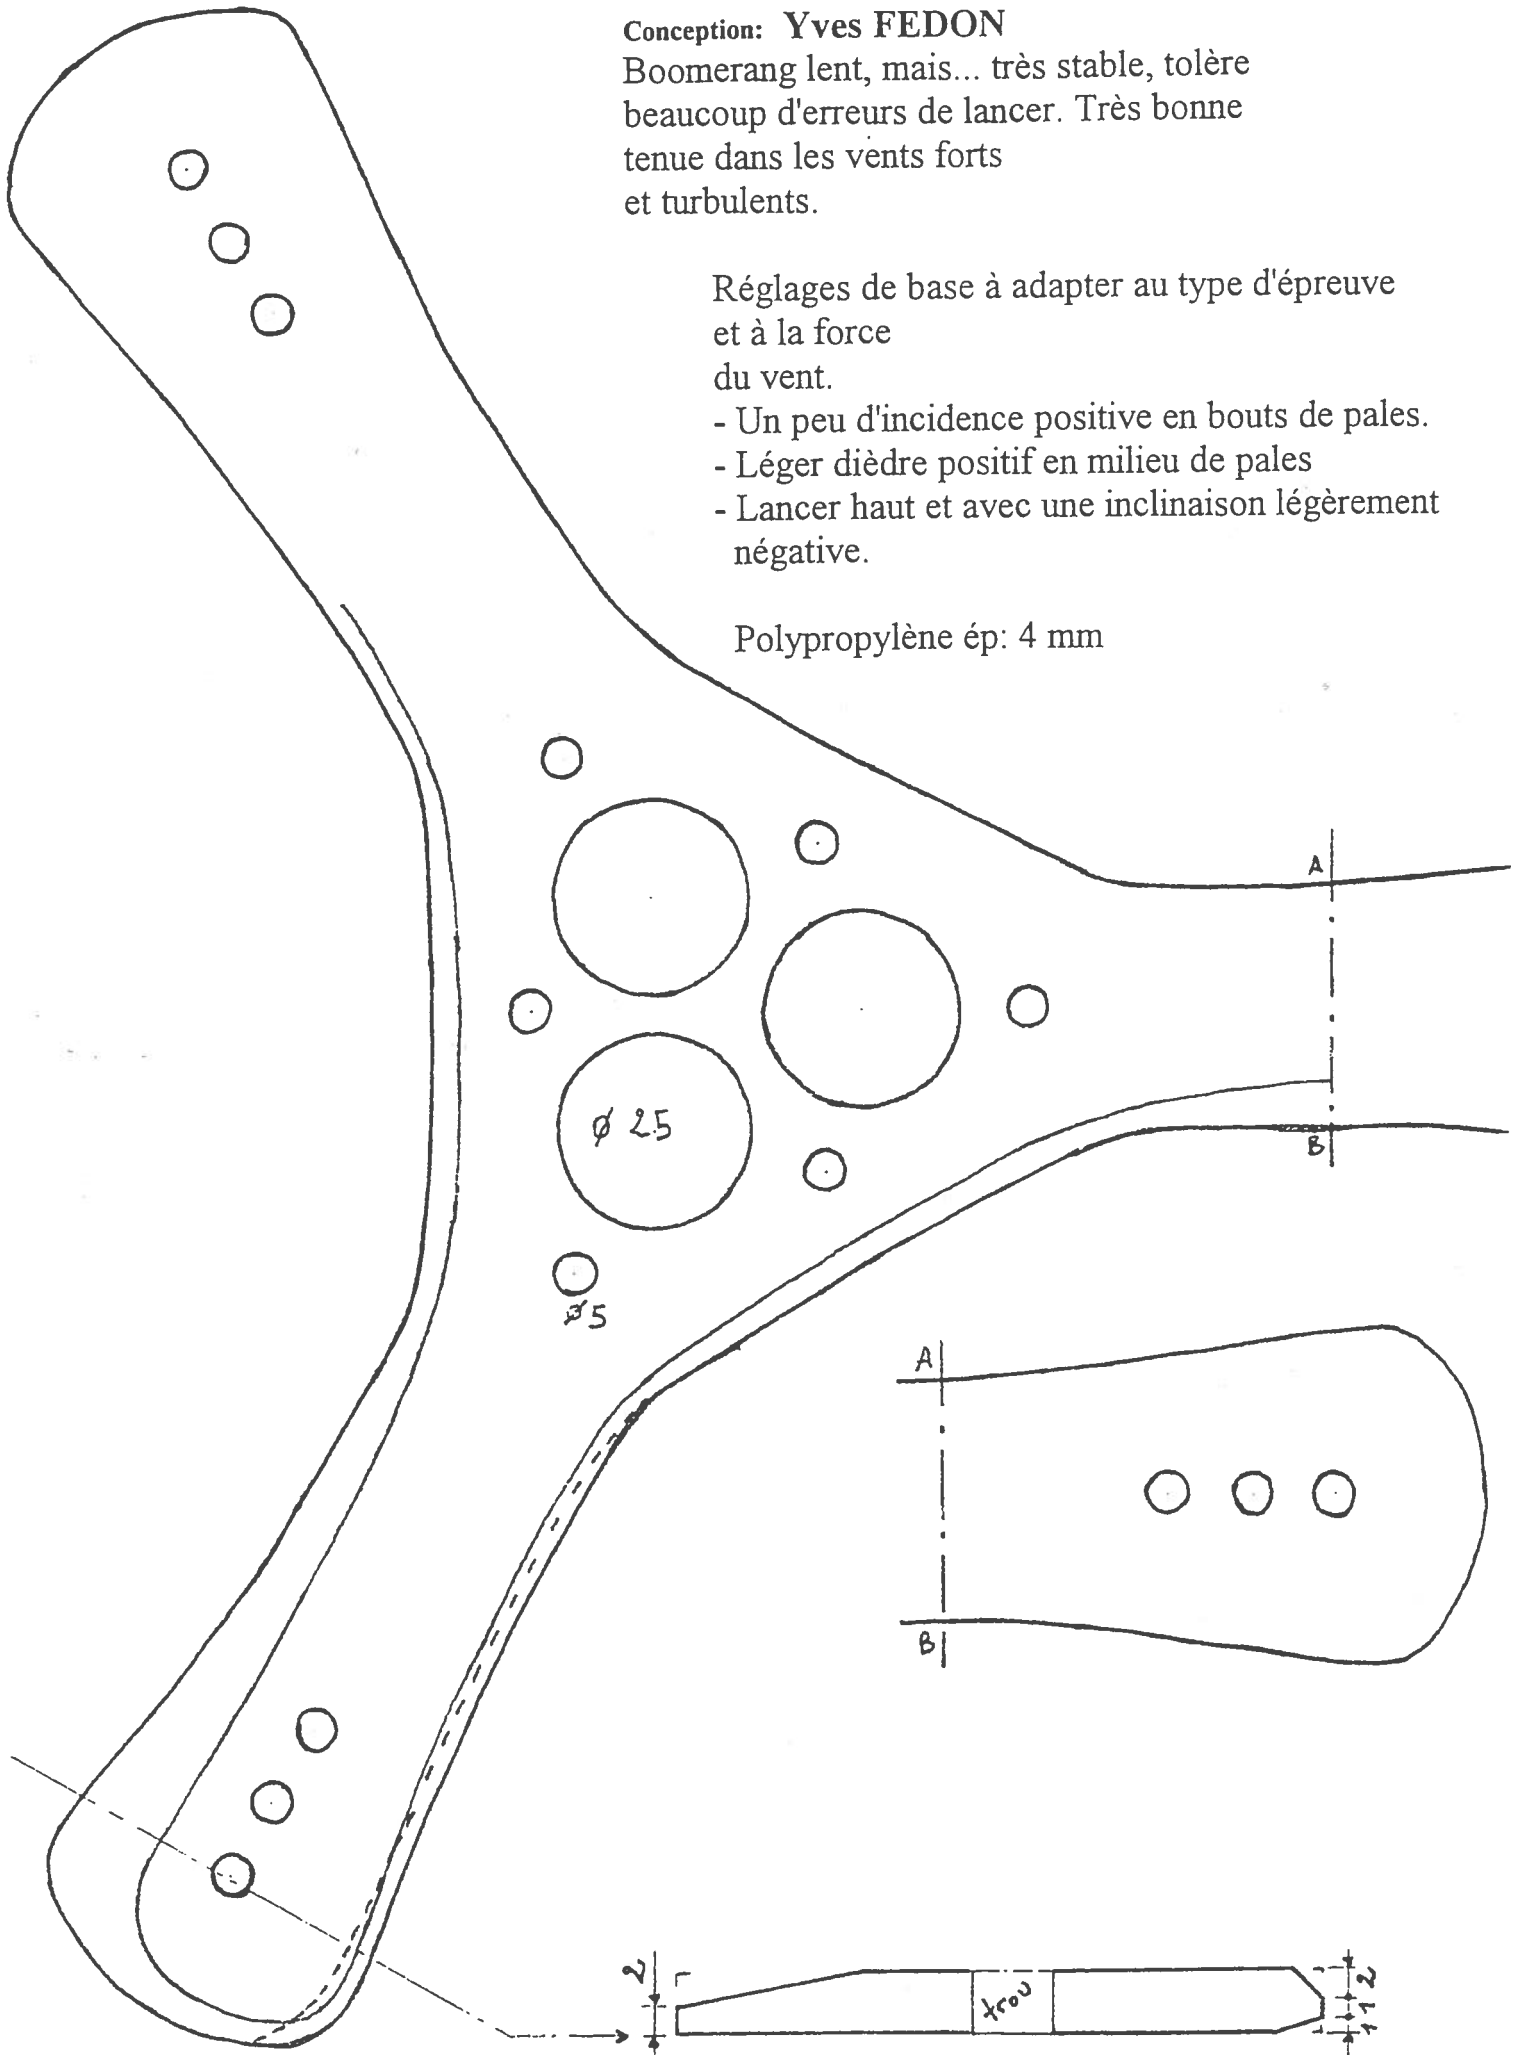 Conception: Yves FEDON
Boomerang lent, mais... très stable, tolère
beaucoup d'erreurs de lancer. Très bonne
tenue dans les vents forts
et turbulents.
Réglages de base à adapter au type d'épreuve
et à la force
du vent.
- Un peu d'incidence positive en bouts de pales.
- Léger dièdre positif en milieu de pales
- Lancer haut et avec une inclinaison légèrement
négative.
Polypropylène ép: 4 mm
A
B
ø 25
ø5
A
B
2
trou
2
1
1